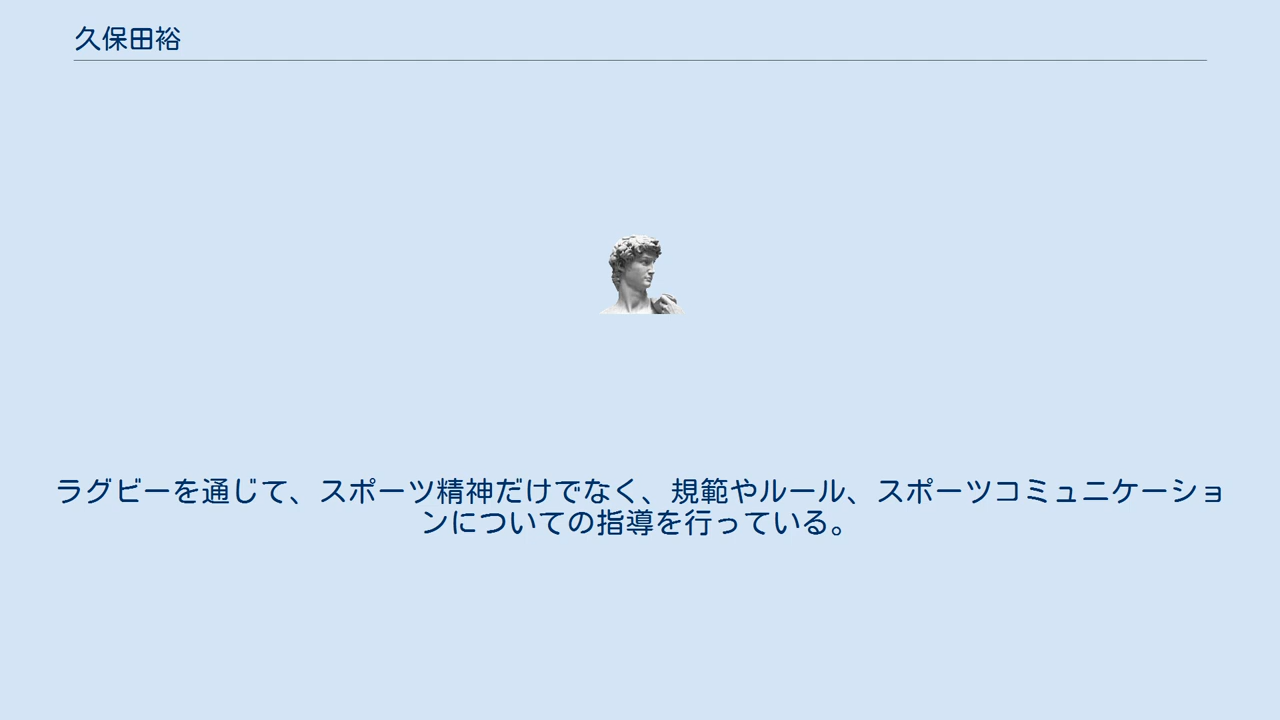 久保田裕
ラグビーを通じて、スポーツ精神だけでなく、規範やルール、スポーツコミュニケーショ
ンについての指導を行っている。